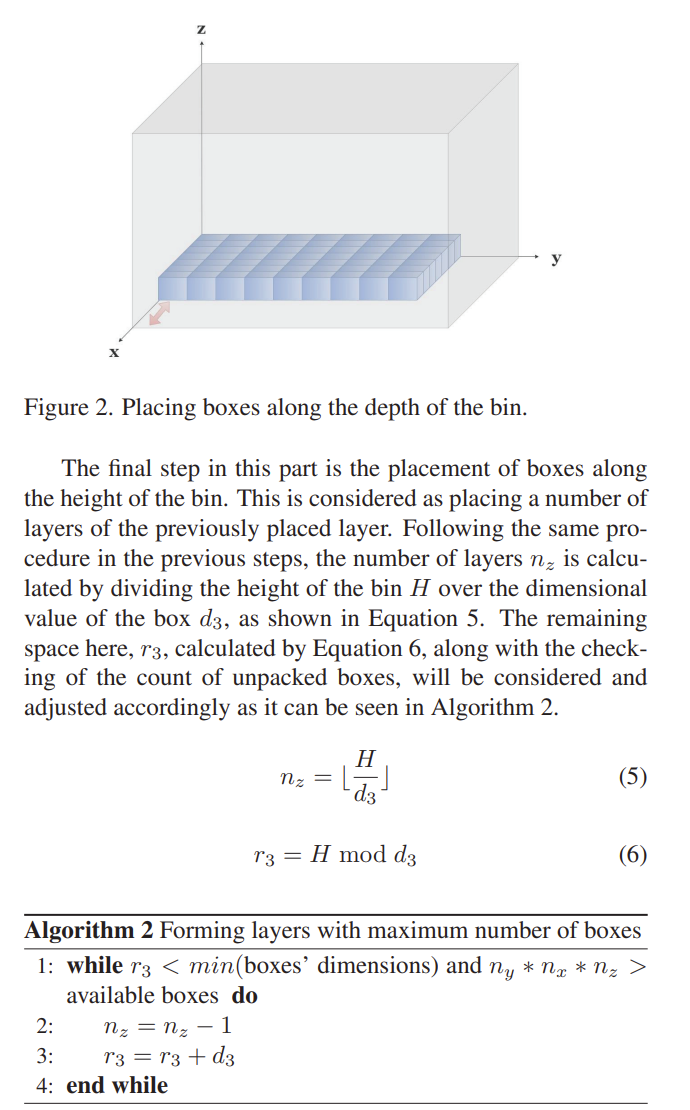 z
y
x
Figure 2. Placing boxes along the depth of the bin.
The final step in this part is the placement of boxes along
the height of the bin. This is considered as placing a number of
layers of the previously placed layer. Following the same pro-
cedure in the previous steps, the number of layers n_z is calcu-
lated by dividing the height of the bin H over the dimensional
value of the box d_3, as shown in Equation 5. The remaining
space here, r_3, calculated by Equation 6, along with the check-
ing of the count of unpacked boxes, will be considered and
adjusted accordingly as it can be seen in Algorithm 2.
n_z = ⌊H/d_3⌋ (5)
r_3 = H mod d_3 (6)
Algorithm 2 Forming layers with maximum number of boxes
1: while r_3 < min(boxes’ dimensions) and n_y * n_x * n_z >
available boxes do
2: n_z = n_z − 1
3: r_3 = r_3 + d_3
4: end while